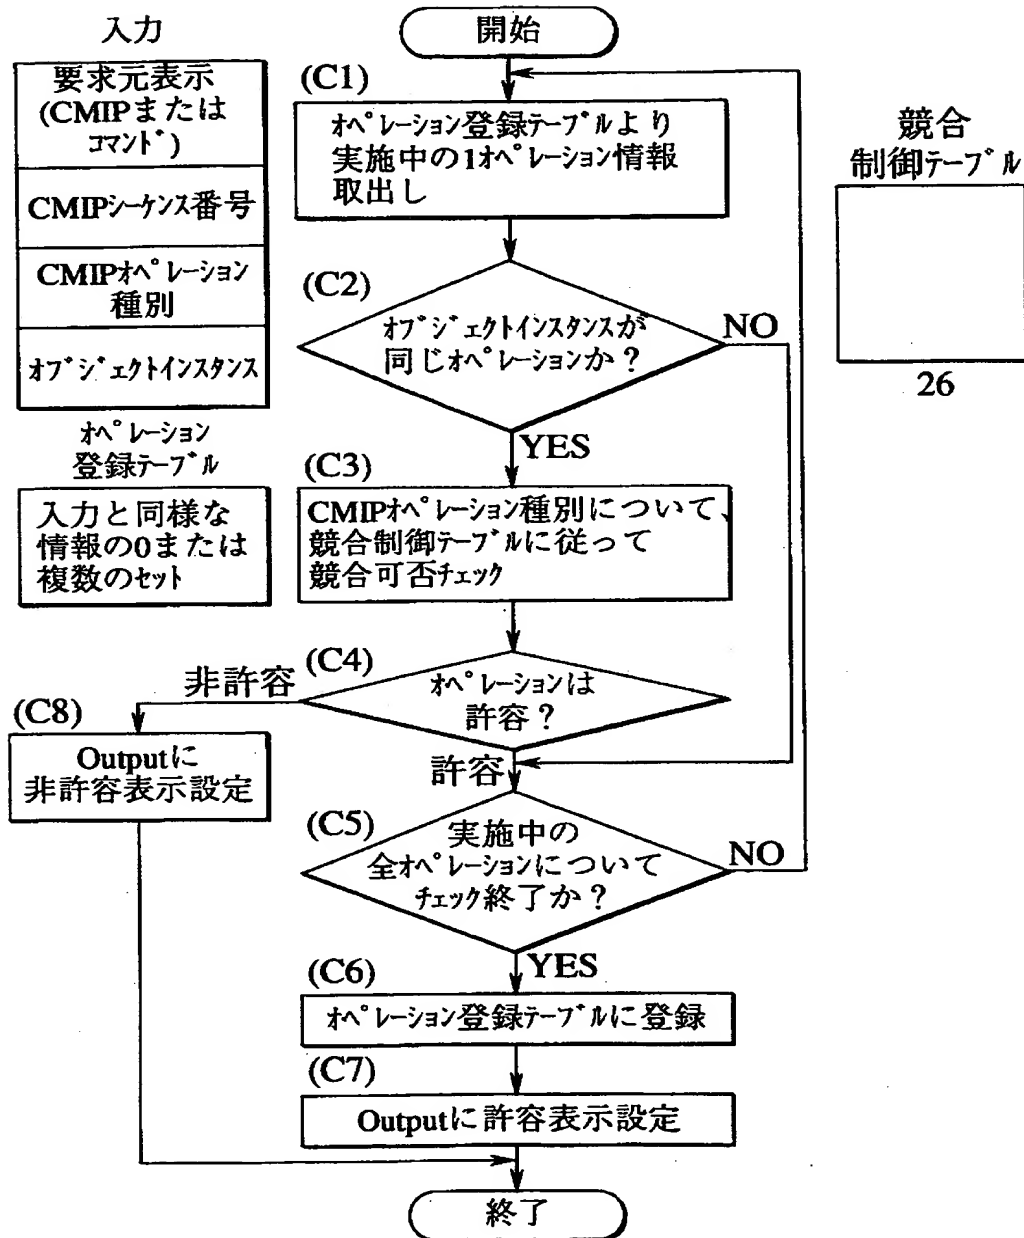 入力
要求元表示
(CMIPまたは
コマンド)
CMIPシーケンス番号
CMIPオペレーション
種別
オブジェクトインスタンス
オペレーション
登録テーブル
入力と同様な
情報の0または
複数のセット
開始
(C1)
オペレーション登録テーブルより
実施中の1オペレーション情報
取出し
(C2)
オブジェクトインスタンスが
同じオペレーションか?
NO
YES
(C3)
CMIPオペレーション種別について、
競合制御テーブルに従って
競合可否チェック
(C4)
オペレーションは
許容?
非許容
(C8)
Outputに
非許容表示設定
許容
(C5)
実施中の
全オペレーションについて
チェック終了か?
NO
YES
(C6)
オペレーション登録テーブルに登録
(C7)
Outputに許容表示設定
終了
競合
制御テーブル
26